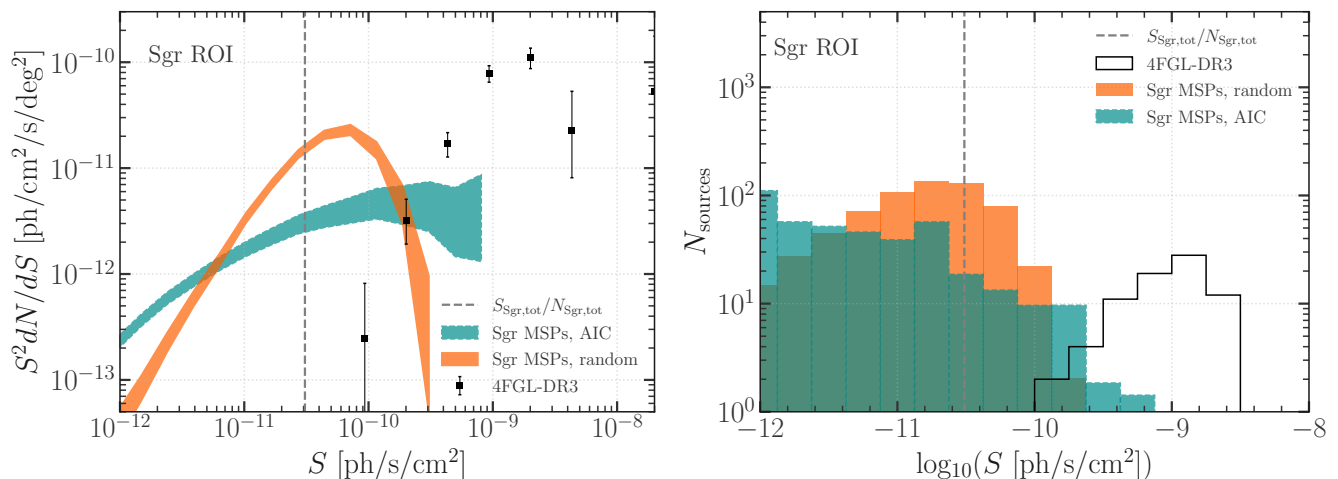 Sgr ROI
S²dN/dS [ph/cm²/s/deg²]
10⁻¹⁰
10⁻¹¹
10⁻¹²
10⁻¹³
S_Sgr,tot/N_Sgr,tot
Sgr MSPs, AIC
Sgr MSPs, random
4FGL-DR3
10⁻¹² 10⁻¹¹ 10⁻¹⁰ 10⁻⁹ 10⁻⁸
S [ph/s/cm²]
Sgr ROI
S_Sgr,tot/N_Sgr,tot
4FGL-DR3
Sgr MSPs, random
Sgr MSPs, AIC
N_sources
10³
10²
10¹
10⁰
−12 −11 −10 −9 −8
log₁₀(S [ph/s/cm²])